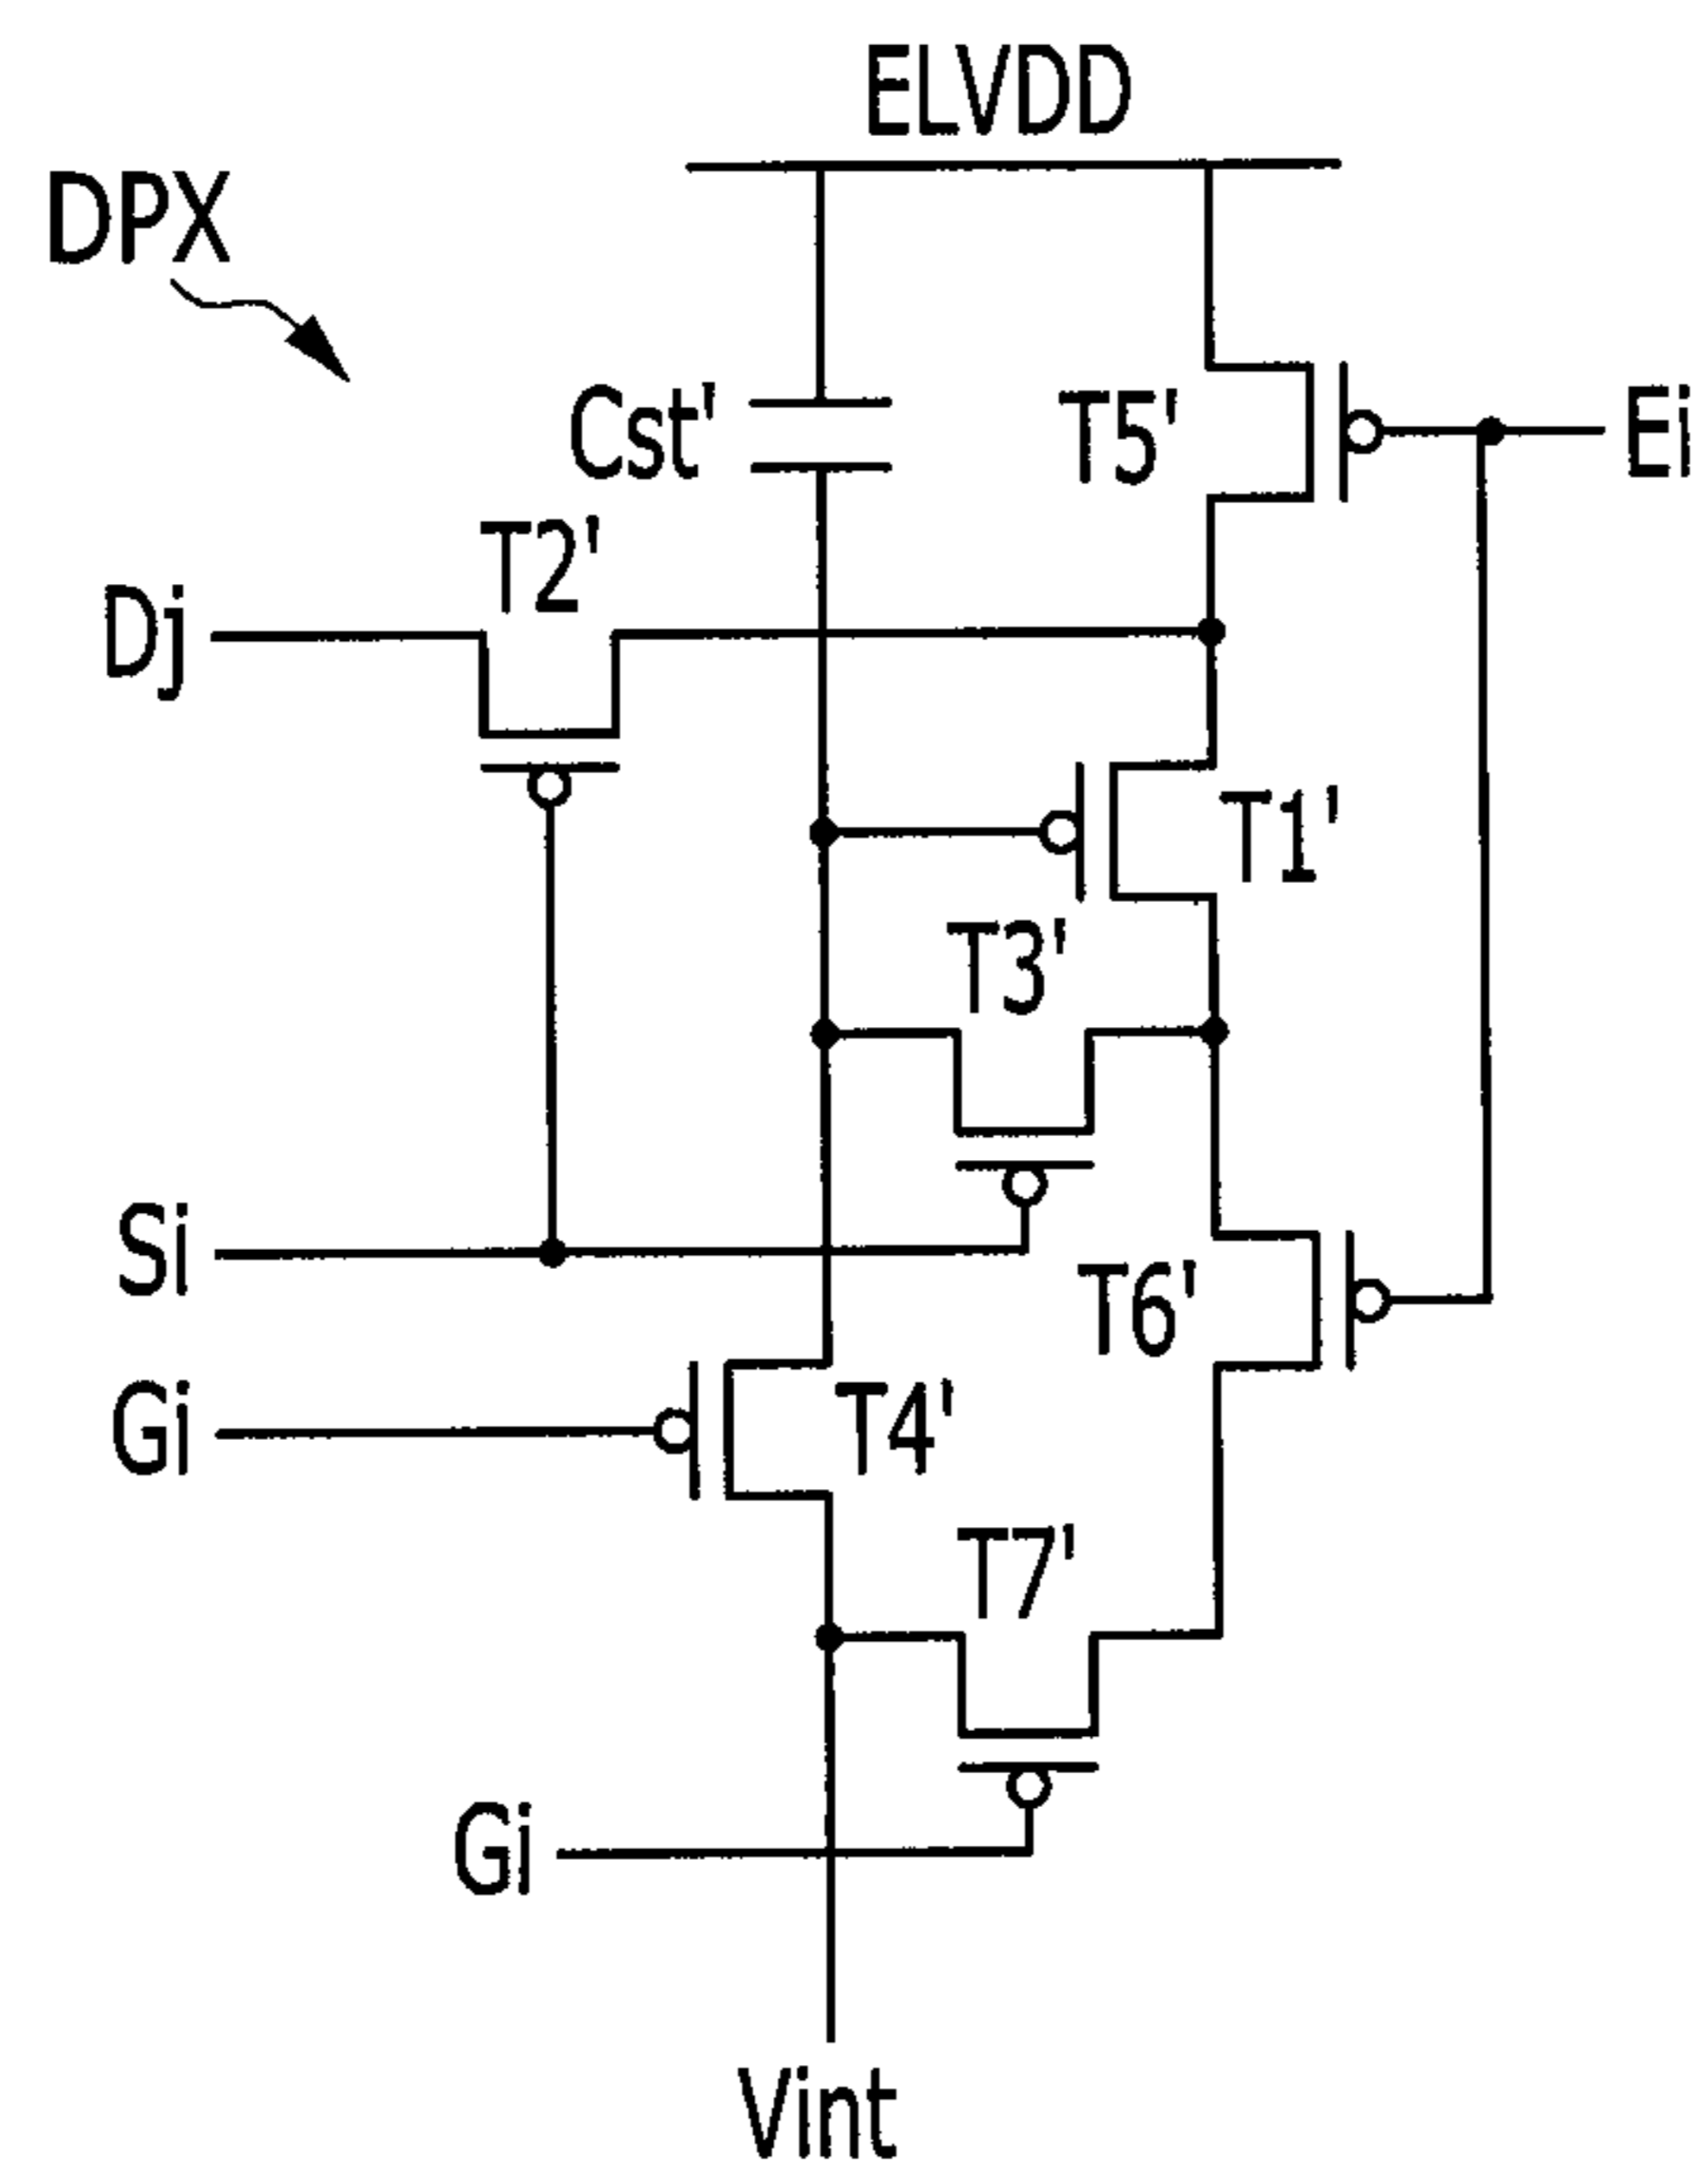 ELVDD
DPX
Cst'
T5'
Ei
T2'
Dj
T1'
T3'
Si
T6'
Gi
T4'
T7'
Gi
Vint